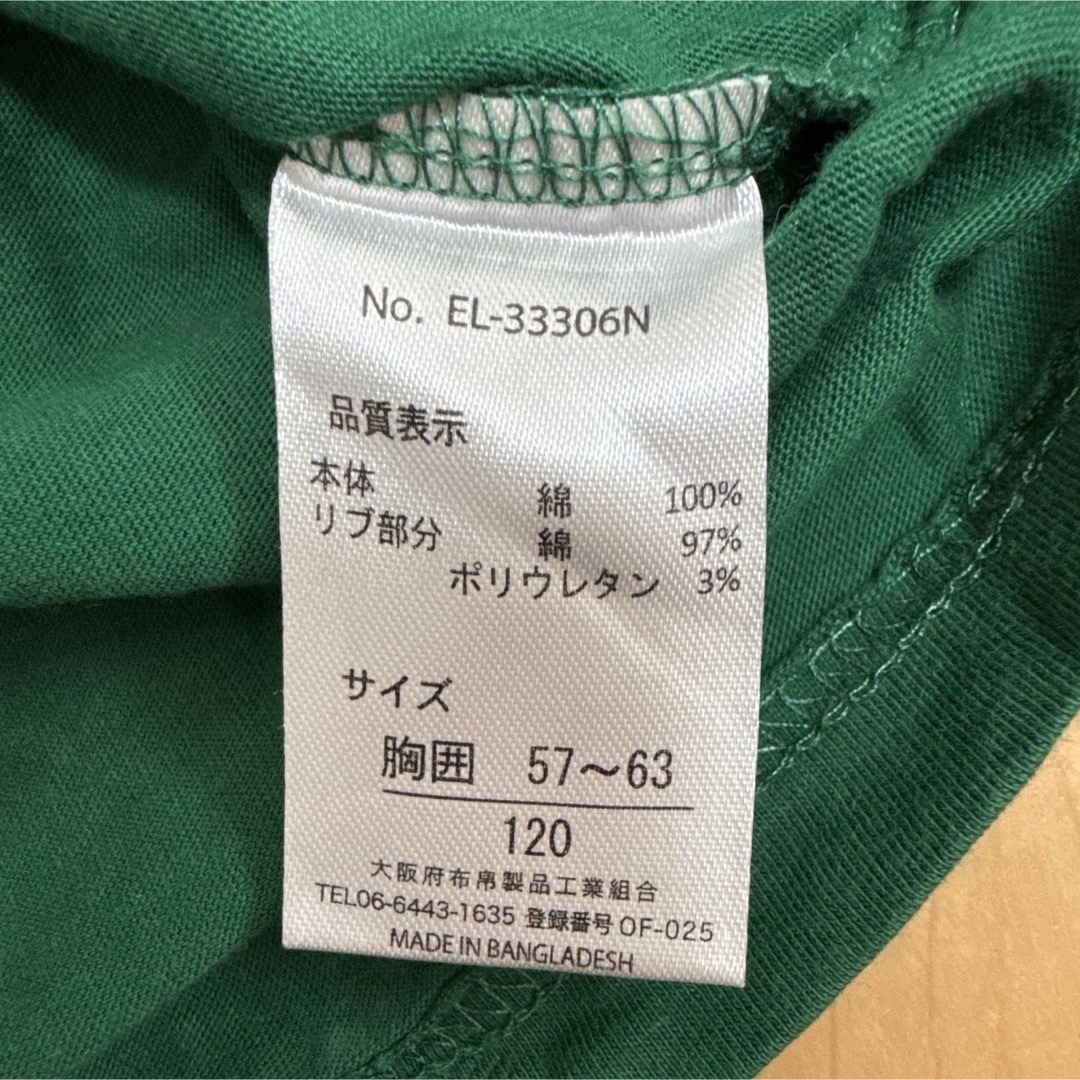 No. EL-33306N
品質表示
本体 綿 100%
リブ部分 綿 97%
ポリウレタン 3%
サイズ
胸囲 57～63
120
大阪府布帛製品工業組合
TEL06-6443-1635 登録番号OF-025
MADE IN BANGLADESH